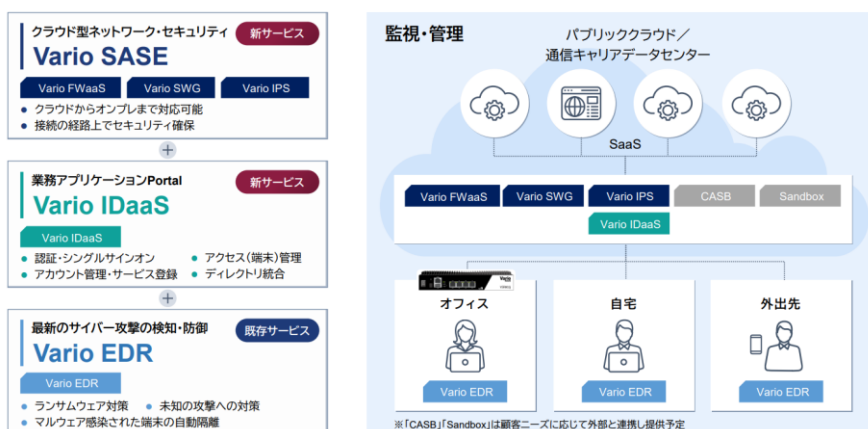 クラウド型ネットワーク・セキュリティ
新サービス
Vario SASE
Vario FWaaS
Vario SWG
Vario IPS
● クラウドからオンプレまで対応可能
● 接続の経路上でセキュリティ確保
+
業務アプリケーションPortal
新サービス
Vario IDaaS
Vario IDaaS
● 認証・シングルサインオン
● アクセス(端末)管理
● アカウント管理・サービス登録
● ディレクトリ統合
+
最新のサイバー攻撃の検知・防御
既存サービス
Vario EDR
Vario EDR
● ランサムウェア対策
● 未知の攻撃への対策
● マルウェア感染された端末の自動隔離
監視・管理
パブリッククラウド／
通信キャリアデータセンター
SaaS
Vario FWaaS
Vario SWG
Vario IPS
CASB
Sandbox
Vario IDaaS
オフィス
自宅
外出先
Vario EDR
Vario EDR
Vario EDR
※「CASB」「Sandbox」は顧客ニーズに応じて外部と連携し提供予定